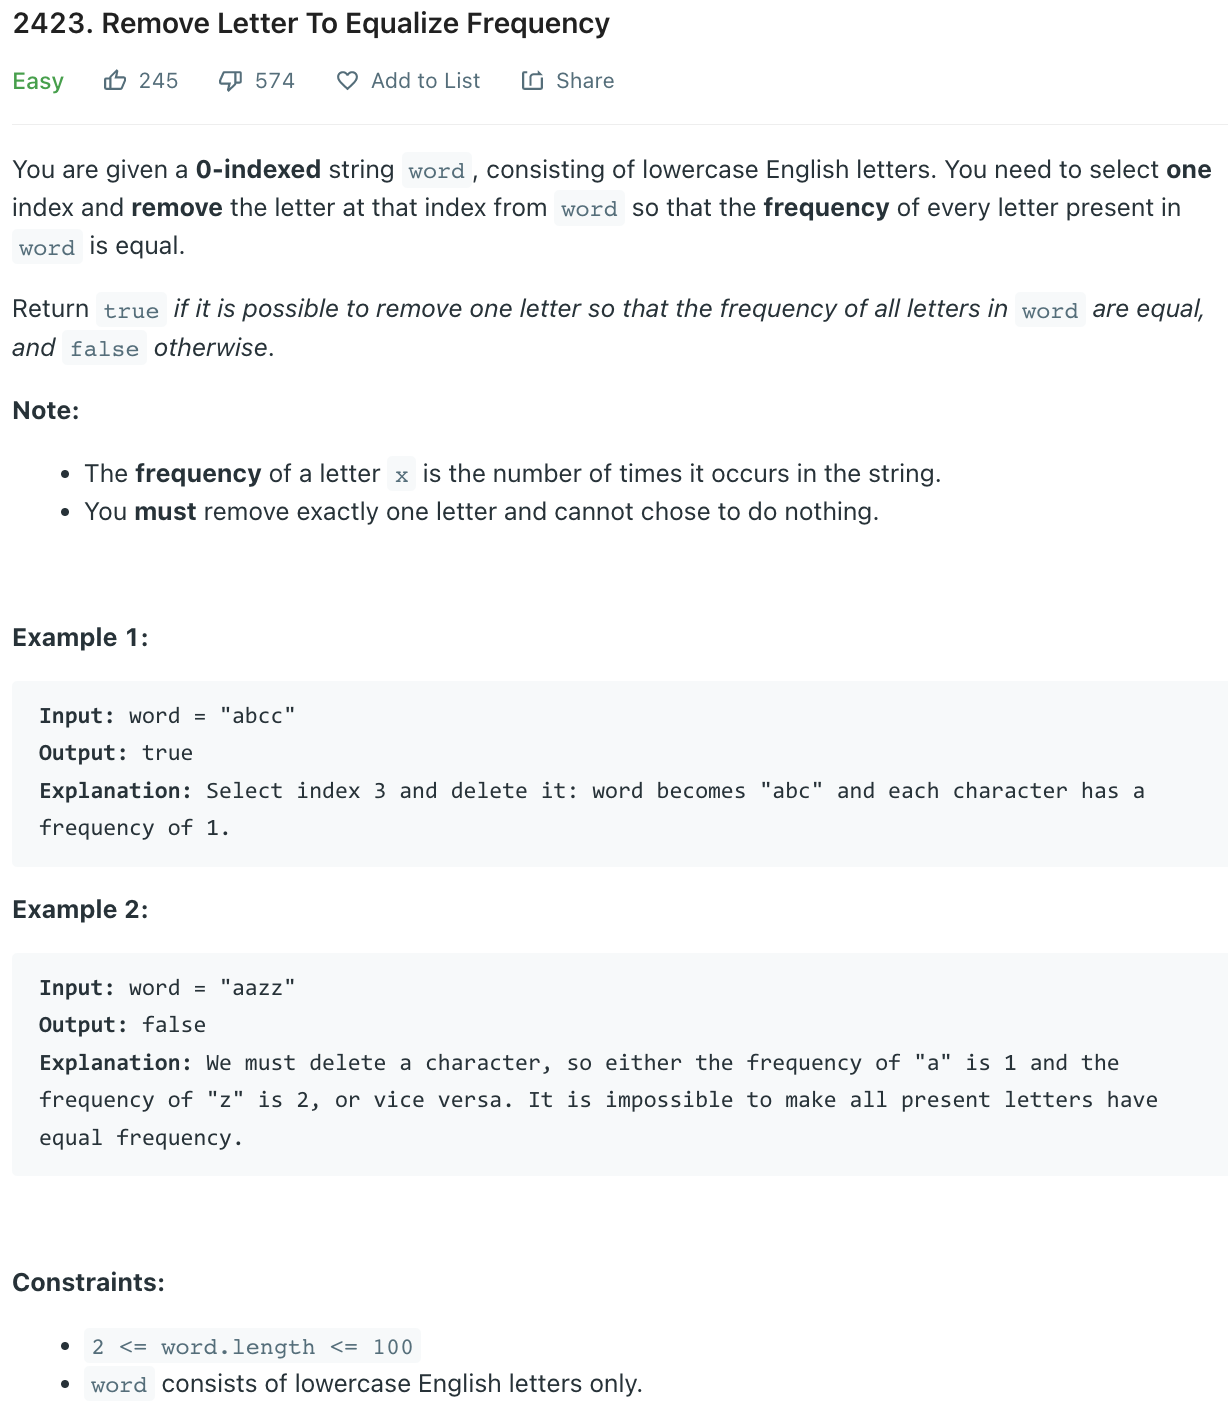 2423. Remove Letter To Equalize Frequency
Easy 245 574 Add to List Share
You are given a 0-indexed string word, consisting of lowercase English letters. You need to select one
index and remove the letter at that index from word so that the frequency of every letter present in
word is equal.
Return true if it is possible to remove one letter so that the frequency of all letters in word are equal,
and false otherwise.
Note:
• The frequency of a letter x is the number of times it occurs in the string.
• You must remove exactly one letter and cannot chose to do nothing.
Example 1:
Input: word = "abcc"
Output: true
Explanation: Select index 3 and delete it: word becomes "abc" and each character has a
frequency of 1.
Example 2:
Input: word = "aazz"
Output: false
Explanation: We must delete a character, so either the frequency of "a" is 1 and the
frequency of "z" is 2, or vice versa. It is impossible to make all present letters have
equal frequency.
Constraints:
• 2 <= word.length <= 100
• word consists of lowercase English letters only.